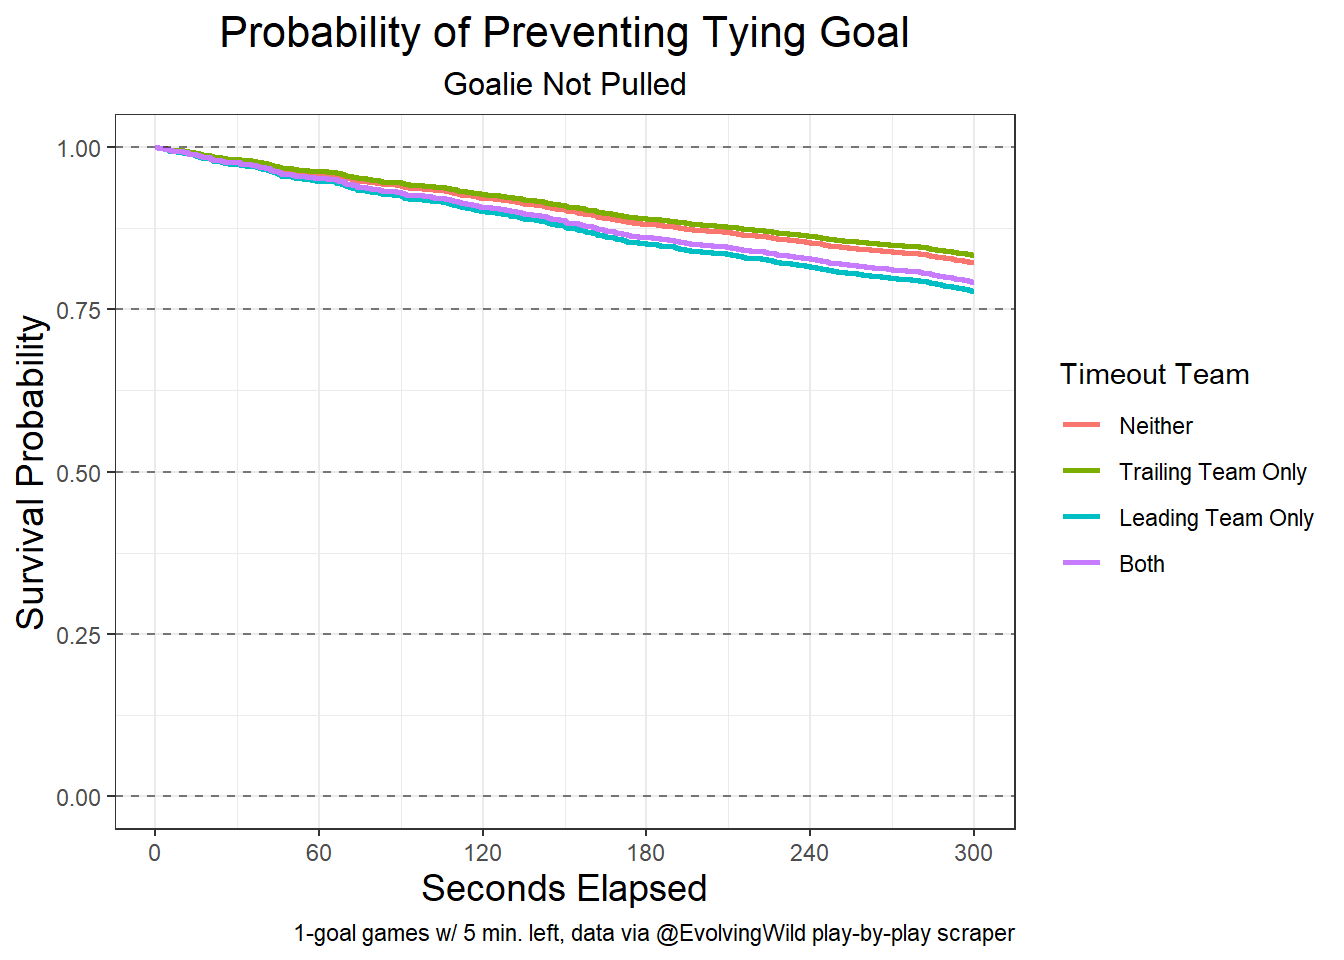 Probability of Preventing Tying Goal
Goalie Not Pulled
Survival Probability
1.00
0.75
0.50
0.25
0.00
0 60 120 180 240 300
Seconds Elapsed
1-goal games w/ 5 min. left, data via @EvolvingWild play-by-play scraper
Timeout Team
Neither
Trailing Team Only
Leading Team Only
Both